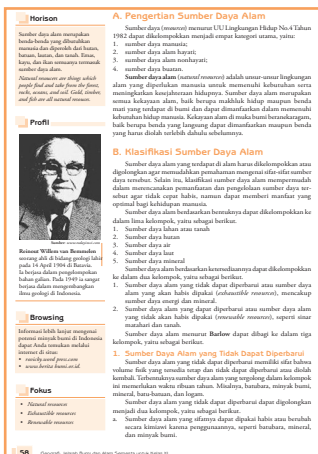 Horison
Sumber daya alam merupakan
benda-benda yang dibutuhkan
manusia dan diperoleh dari hutan,
batuan, lautan, dan tanah. Emas,
kayu, dan ikan semuanya termasuk
sumber daya alam.
Natural resources are things which
people find and take from the forest,
rocks, oceans, and soil. Gold, timber,
and fish are all natural resources.
Profil
Sumber:
Reinout Willem van Bemmelen
seorang ahli di bidang geologi lahir
pada 14 April 1904 di Batavia.
Ia berjasa dalam pengelompokan
bahan galian. Pada 1949 ia sangat
berjasa dalam mengembangkan
ilmu geologi di Indonesia.
Browsing
Informasi lebih lanjut mengenai
potensi mineral bumi di Indonesia
dapat Anda temukan melalui
internet di situs:
Fokus
• Natural resources
• Exhaustible resources
• Renewable resources
A. Pengertian Sumber Daya Alam
Sumber daya (resources) menurut UU Lingkungan Hidup No.4 Tahun
1982 dapat dikelompokkan menjadi empat kategori utama, yaitu:
1. sumber daya manusia;
2. sumber daya alam hayati;
3. sumber daya alam nonhayati;
4. sumber daya buatan.
Sumber daya alam (natural resources) adalah unsur-unsur lingkungan
alam yang diperlukan manusia untuk memenuhi kebutuhan serta
meningkatkan kesejahteraan hidupnya. Sumber daya alam merupakan
semua kekayaan alam, baik berupa makhluk hidup maupun benda
mati yang terdapat di bumi dan dapat dimanfaatkan dalam memenuhi
kebutuhan hidup manusia. Kekayaan alam di muka bumi beranekaragam,
baik berupa benda yang langsung dapat dimanfaatkan maupun benda
yang harus diolah terlebih dahulu sebelumnya.
B. Klasifikasi Sumber Daya Alam
Sumber daya alam yang terdapat di alam harus dikelompokkan atau
digolongkan agar memudahkan pemahaman mengenai sifat-sifat sumber
daya tersebut. Selain itu, klasifikasi sumber daya alam mempermudah
dalam merencanakan pemanfaatan dan pengelolaan sumber daya ter-
sebut agar tidak cepat habis, namun dapat memberi manfaat yang
optimal bagi kehidupan manusia.
Sumber daya alam berdasarkan bentuknya dapat dikelompokkan ke
dalam lima kelompok, yaitu sebagai berikut.
1. Sumber daya lahan atau tanah
2. Sumber daya hutan
3. Sumber daya air
4. Sumber daya laut
5. Sumber daya mineral
Sumber daya alam berdasarkan ketersediaannya dapat dikelompokkan
ke dalam dua kelompok, yaitu sebagai berikut.
1. Sumber daya alam yang tidak dapat diperbarui atau sumber daya
alam yang akan habis dipakai (exhaustible resources), mencakup
sumber daya energi dan mineral.
2. Sumber daya alam yang dapat diperbarui atau sumber daya alam
yang tidak akan habis dipakai (renewable resources), seperti sinar
matahari dan tanah.
Sumber daya alam menurut Barlow dapat dibagi ke dalam tiga
kelompok, yaitu sebagai berikut.
1. Sumber Daya Alam yang Tidak Dapat Diperbarui
Sumber daya alam yang tidak dapat diperbarui memiliki sifat bahwa
volume fisik yang tersedia tetap dan tidak dapat diperbarui atau diolah
kembali. Terbentuknya sumber daya alam yang tergolong dalam kelompok
ini memerlukan waktu ribuan tahun. Misalnya, batubara, minyak bumi,
mineral, batu-batuan, dan logam.
Sumber daya alam yang tidak dapat diperbarui dapat digolongkan
menjadi dua kelompok, yaitu sebagai berikut.
a. Sumber daya alam yang sifatnya dapat dipakai habis atau berubah
secara kimiawi karena penggunaannya, seperti batubara, mineral,
dan minyak bumi.
58